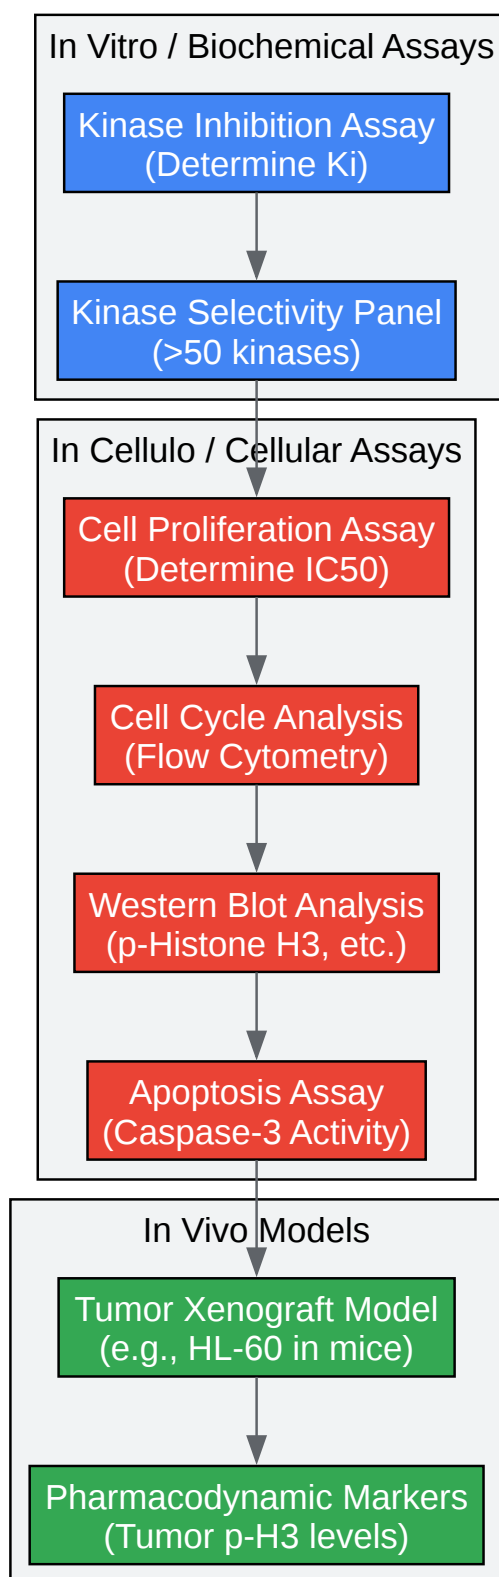 In Vitro / Biochemical Assays
Kinase Inhibition Assay
(Determine Ki)
Kinase Selectivity Panel
(>50 kinases)
In Cellulo / Cellular Assays
Cell Proliferation Assay
(Determine IC50)
Cell Cycle Analysis
(Flow Cytometry)
Western Blot Analysis
(p-Histone H3, etc.)
Apoptosis Assay
(Caspase-3 Activity)
In Vivo Models
Tumor Xenograft Model
(e.g., HL-60 in mice)
Pharmacodynamic Markers
(Tumor p-H3 levels)